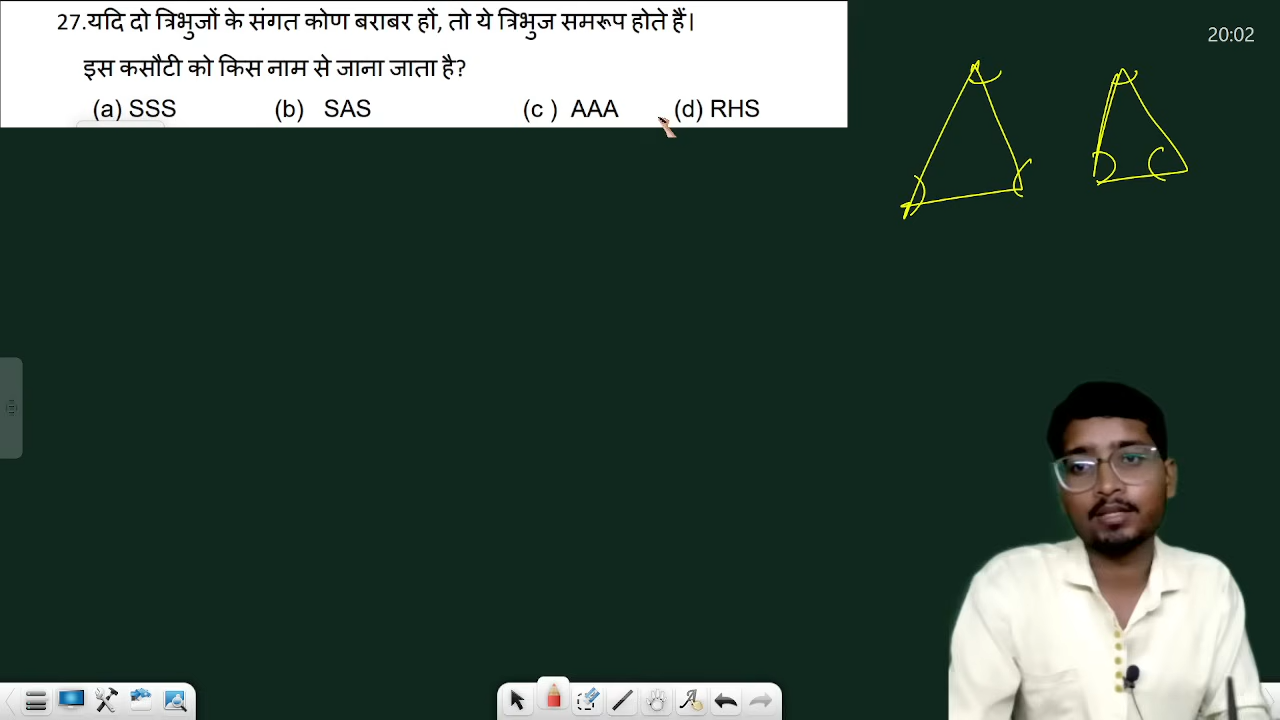 27.यदि दो त्रिभुजों के संगत कोण बराबर हों, तो ये त्रिभुज समरूप होते हैं।
20:02
इस कसौटी को किस नाम से जाना जाता है?
(a) SSS (b) SAS (c ) AAA (d) RHS